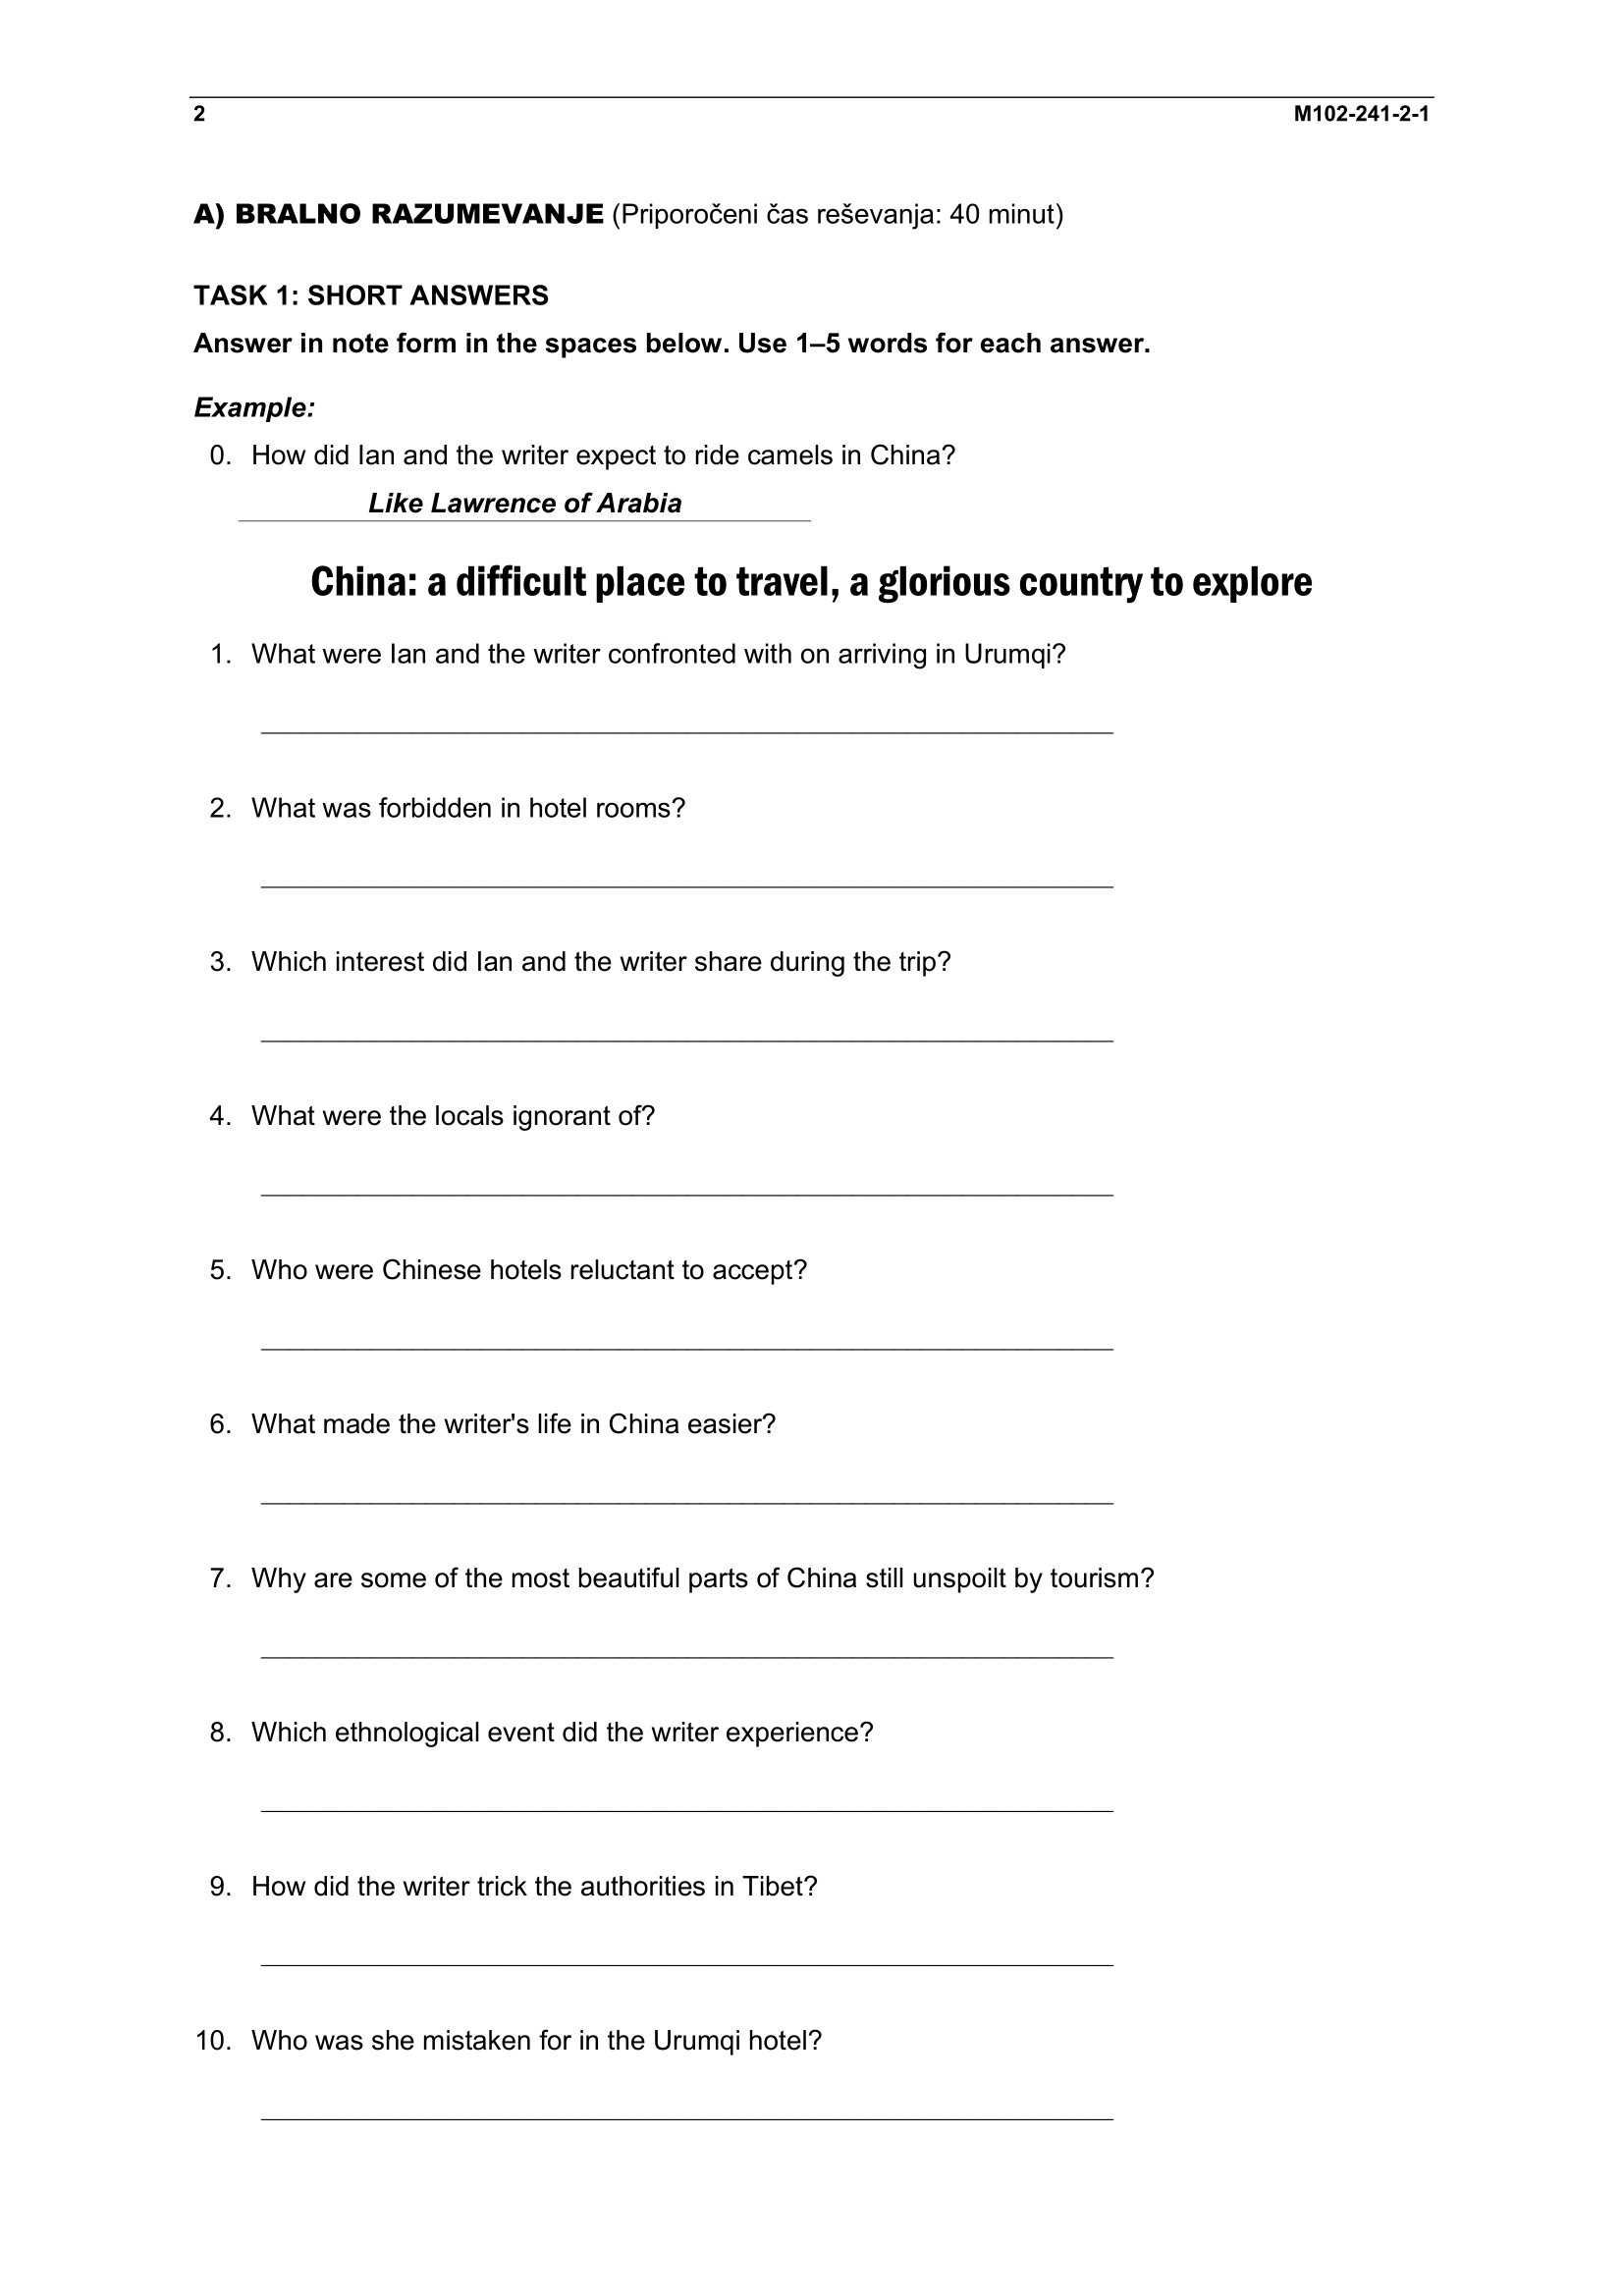 2 M102-241-2-1
A) BRALNO RAZUMEVANJE (Priporočeni čas reševanja: 40 minut)
TASK 1: SHORT ANSWERS
Answer in note form in the spaces below. Use 1–5 words for each answer.
Example:
0. How did Ian and the writer expect to ride camels in China?
Like Lawrence of Arabia
China: a difficult place to travel, a glorious country to explore
1. What were Ian and the writer confronted with on arriving in Urumqi?
2. What was forbidden in hotel rooms?
3. Which interest did Ian and the writer share during the trip?
4. What were the locals ignorant of?
5. Who were Chinese hotels reluctant to accept?
6. What made the writer's life in China easier?
7. Why are some of the most beautiful parts of China still unspoilt by tourism?
8. Which ethnological event did the writer experience?
9. How did the writer trick the authorities in Tibet?
10. Who was she mistaken for in the Urumqi hotel?